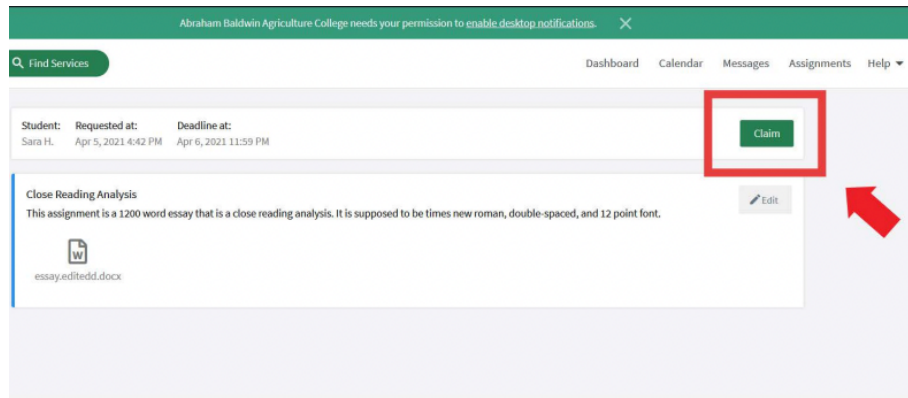 Abraham Baldwin Agriculture College needs your permission to enable desktop notifications.
Find Services
Dashboard Calendar Messages Assignments Help
Student: Requested at: Deadline at:
Sara H. Apr 5, 2021 4:42 PM Apr 6, 2021 11:59 PM
Claim
Close Reading Analysis
Edit
This assignment is a 1200 word essay that is a close reading analysis. It is supposed to be times new roman, double-spaced, and 12 point font.
W
essay.editedd.docx